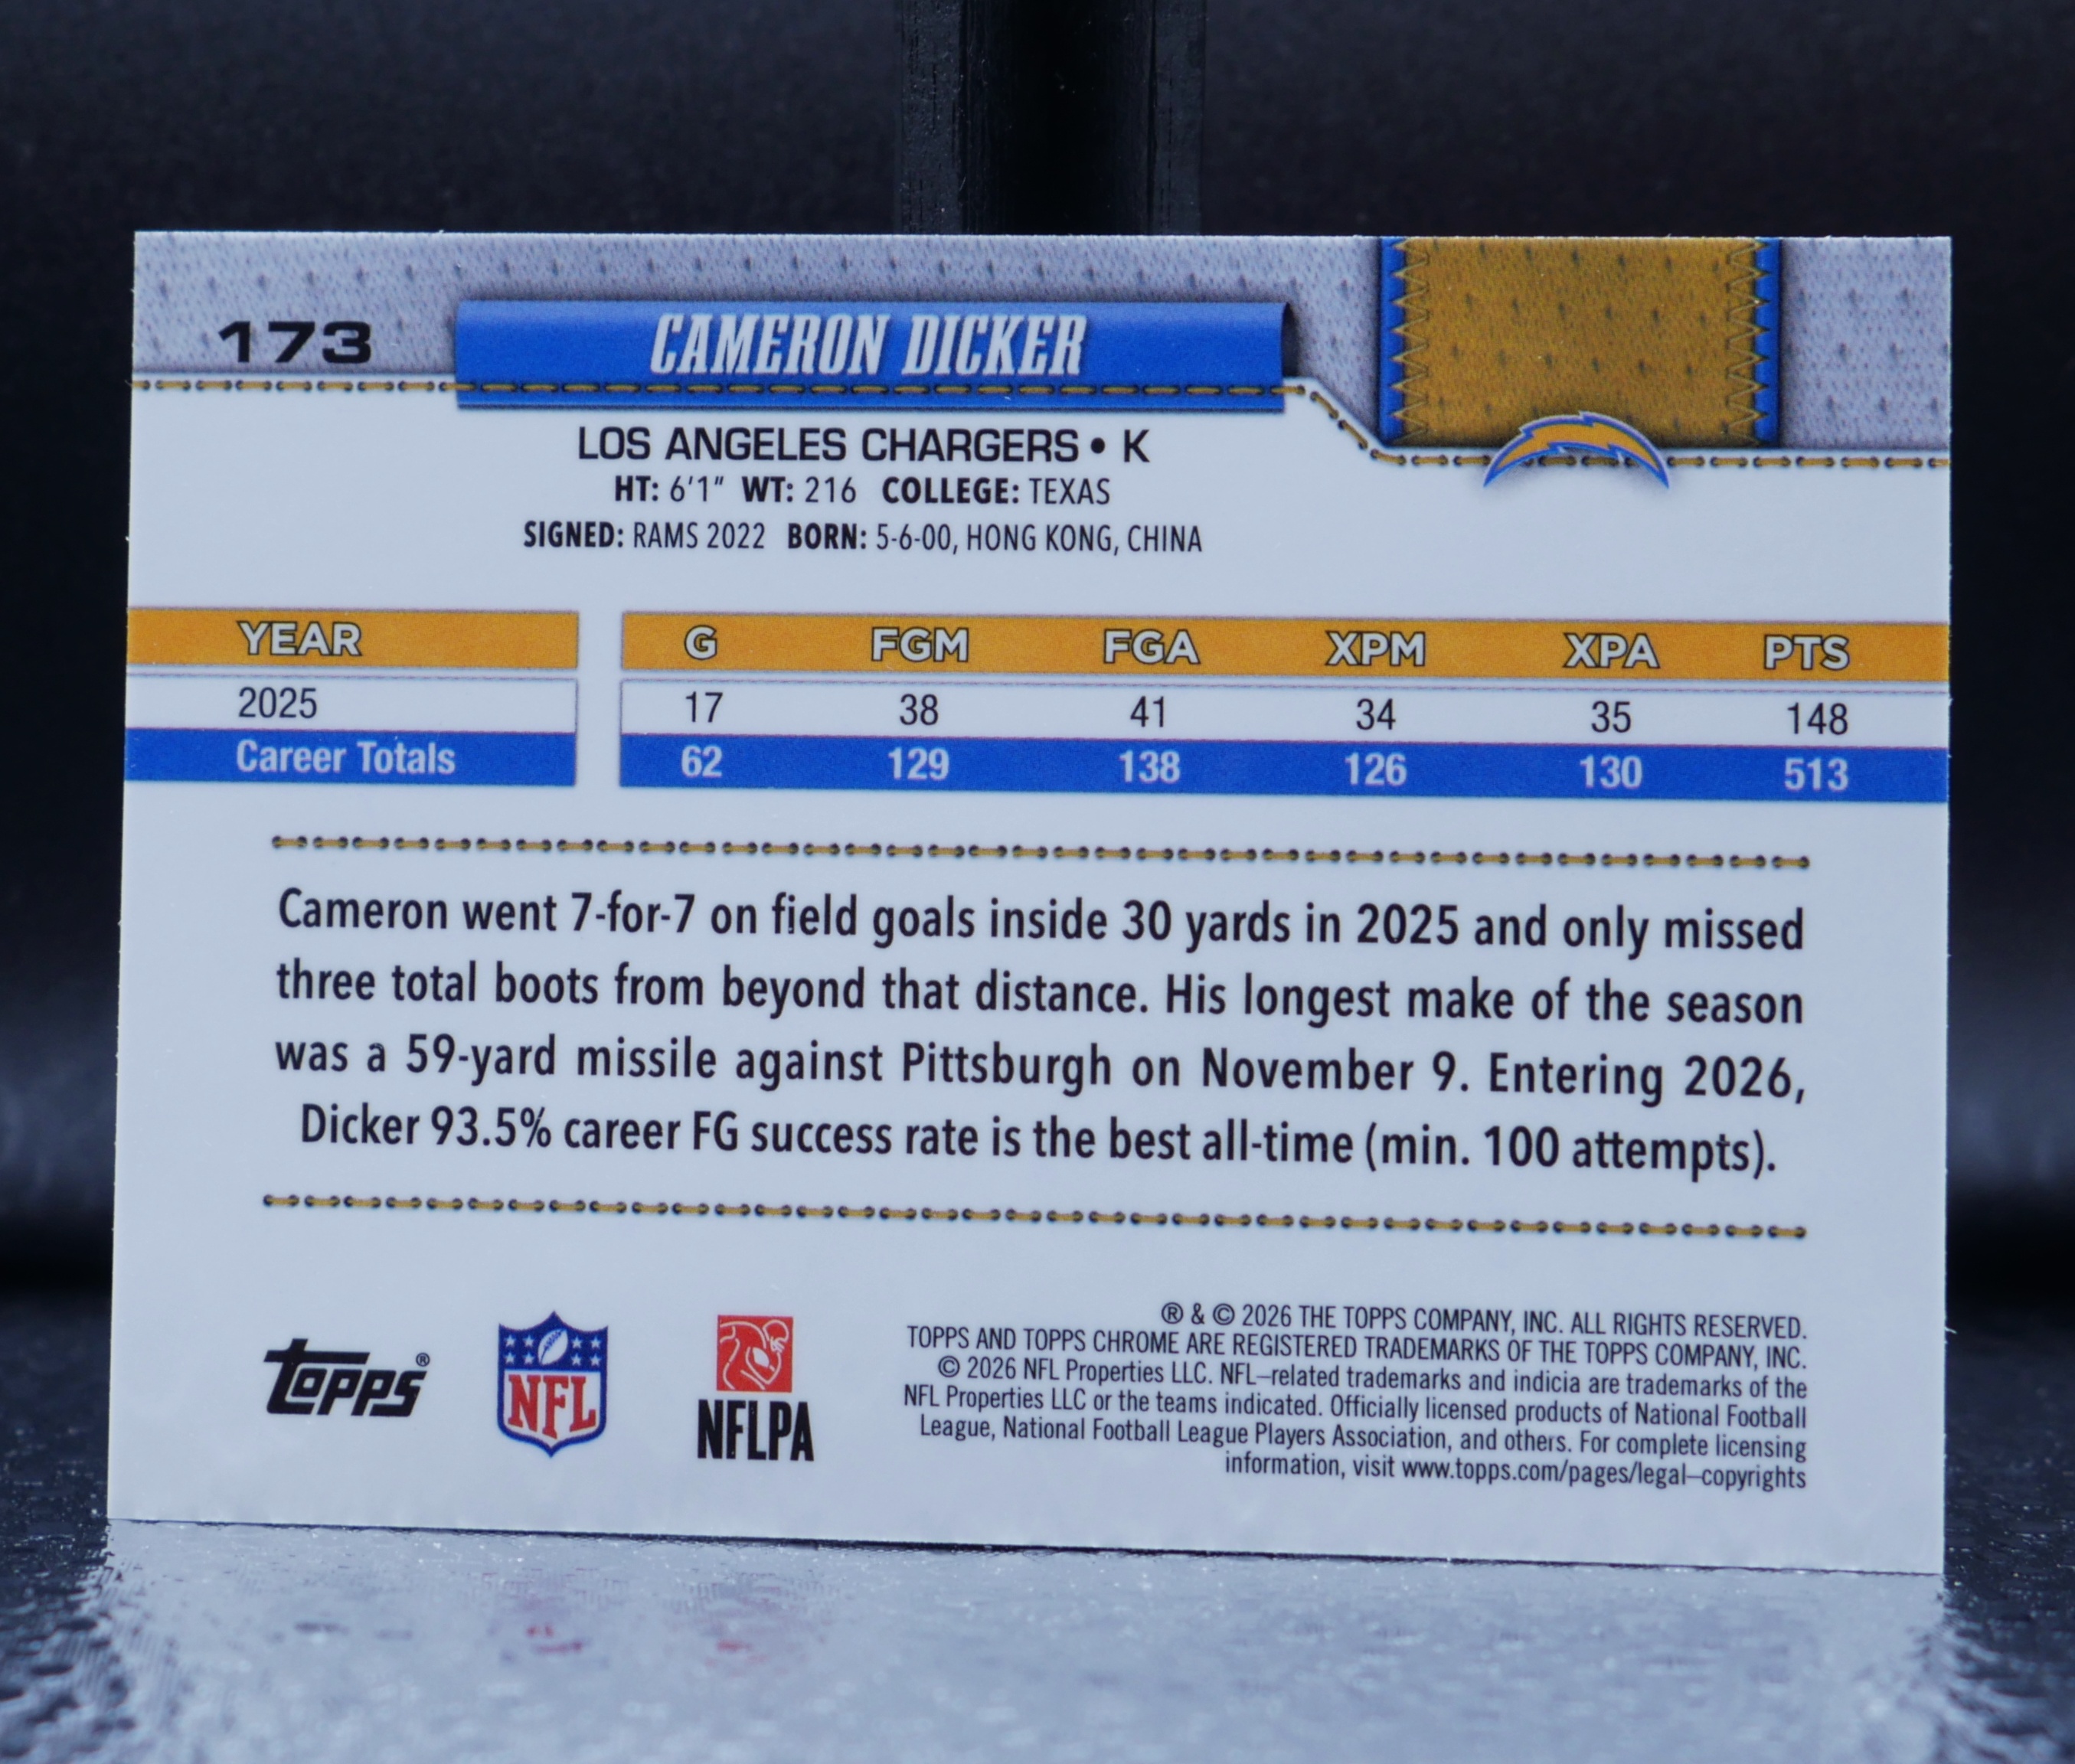 173
CAMERON DICKER
LOS ANGELES CHARGERS • K
HT: 6'1" WT: 216 COLLEGE: TEXAS
SIGNED: RAMS 2022 BORN: 5-6-00, HONG KONG, CHINA
YEAR G FGM FGA XPM XPA PTS
2025 17 38 41 34 35 148
Career Totals 62 129 138 126 130 513
Cameron went 7-for-7 on field goals inside 30 yards in 2025 and only missed
three total boots from beyond that distance. His longest make of the season
was a 59-yard missile against Pittsburgh on November 9. Entering 2026,
Dicker 93.5% career FG success rate is the best all-time (min. 100 attempts).
topps®
NFL
NFLPA
® & © 2026 THE TOPPS COMPANY, INC. ALL RIGHTS RESERVED.
TOPPS AND TOPPS CHROME ARE REGISTERED TRADEMARKS OF THE TOPPS COMPANY, INC.
© 2026 NFL Properties LLC. NFL–related trademarks and indicia are trademarks of the
NFL Properties LLC or the teams indicated. Officially licensed products of National Football
League, National Football League Players Association, and others. For complete licensing
information, visit www.topps.com/pages/legal–copyrights